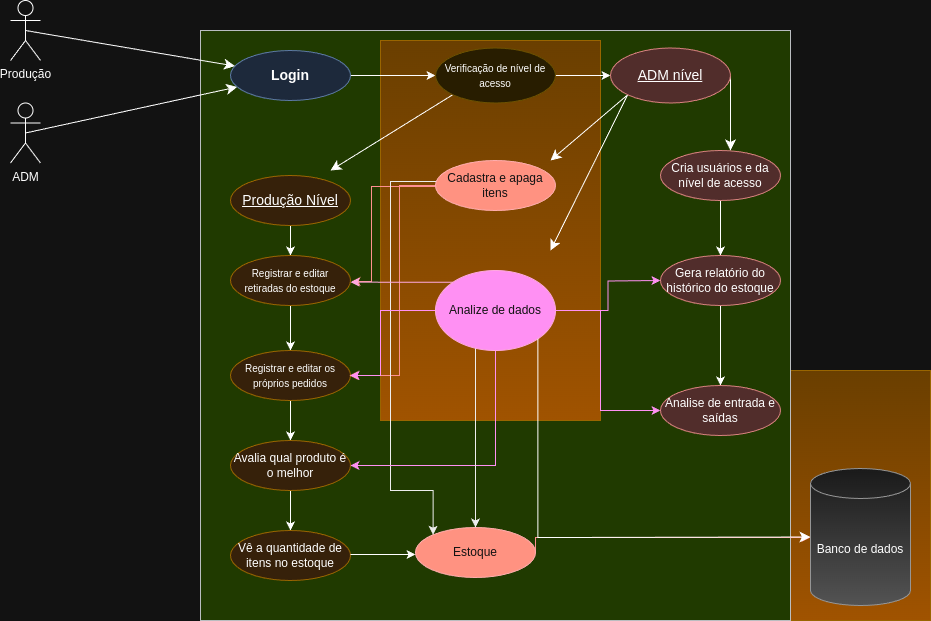 Produção
ADM
Login
Verificação de nível de
acesso
ADM nível
Cadastra e apaga
itens
Cria usuários e da
nível de acesso
Produção Nível
Registrar e editar
retiradas do estoque
Analize de dados
Gera relatório do
histórico do estoque
Registrar e editar os
próprios pedidos
Analise de entrada e
saídas
Avalia qual produto é
o melhor
Vê a quantidade de
itens no estoque
Estoque
Banco de dados